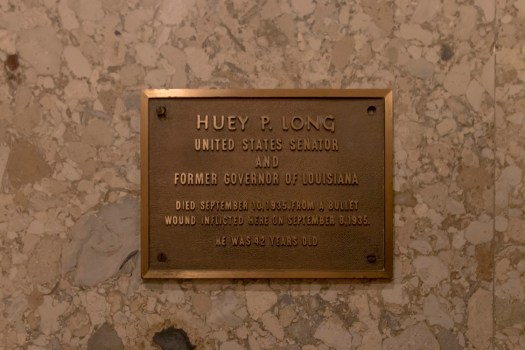 HUEY P. LONG
UNITED STATES SENATOR
AND
FORMER GOVERNOR OF LOUISIANA
DIED SEPTEMBER 10, 1935, FROM A BULLET
WOUND INFLICTED HERE ON SEPTEMBER 8, 1935.
HE WAS 42 YEARS OLD